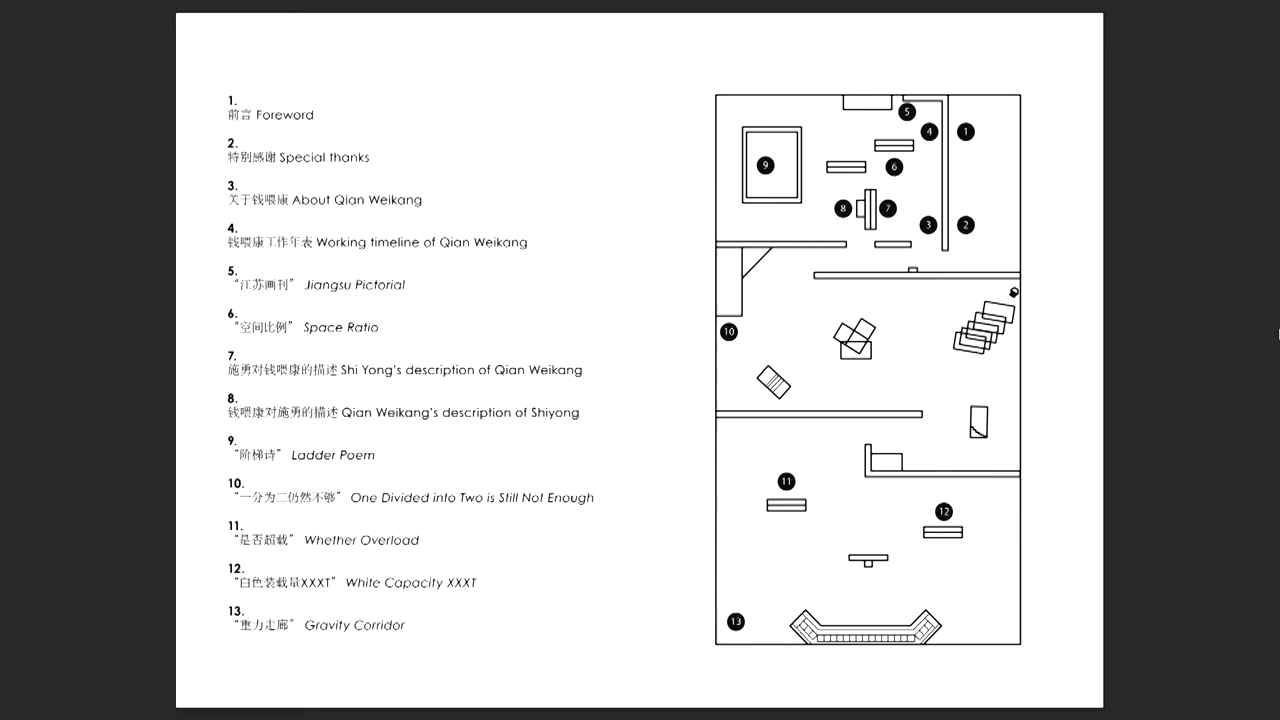 1.
前言 Foreword
2.
特别感谢 Special thanks
3.
关于钱喂康 About Qian Weikang
4.
钱喂康工作年表 Working timeline of Qian Weikang
5.
“江苏画刊” Jiangsu Pictorial
6.
“空间比例” Space Ratio
7.
施勇对钱喂康的描述 Shi Yong's description of Qian Weikang
8.
钱喂康对施勇的描述 Qian Weikang's description of Shiyong
9.
“阶梯诗” Ladder Poem
10.
“一分为二仍然不够” One Divided into Two is Still Not Enough
11.
“是否超载” Whether Overload
12.
“白色装载量XXXT” White Capacity XXXT
13.
“重力走廊” Gravity Corridor
5
4
1
9
6
8
7
3
2
10
11
12
13